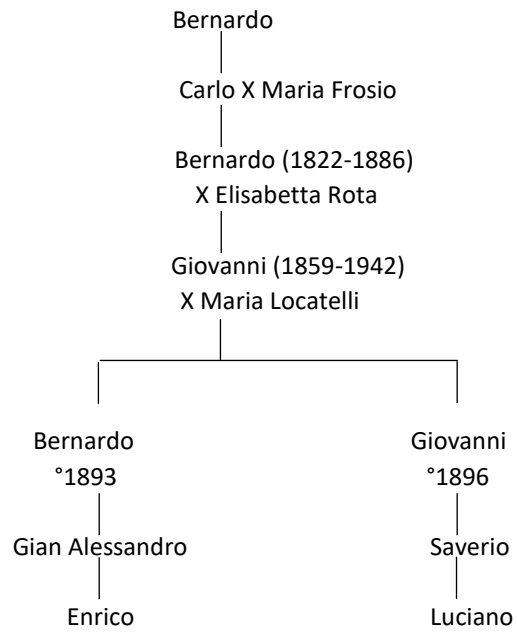 Bernardo
Carlo X Maria Frosio
Bernardo (1822-1886)
X Elisabetta Rota
Giovanni (1859-1942)
X Maria Locatelli
Bernardo
°1893
Giovanni
°1896
Gian Alessandro
Saverio
Enrico
Luciano